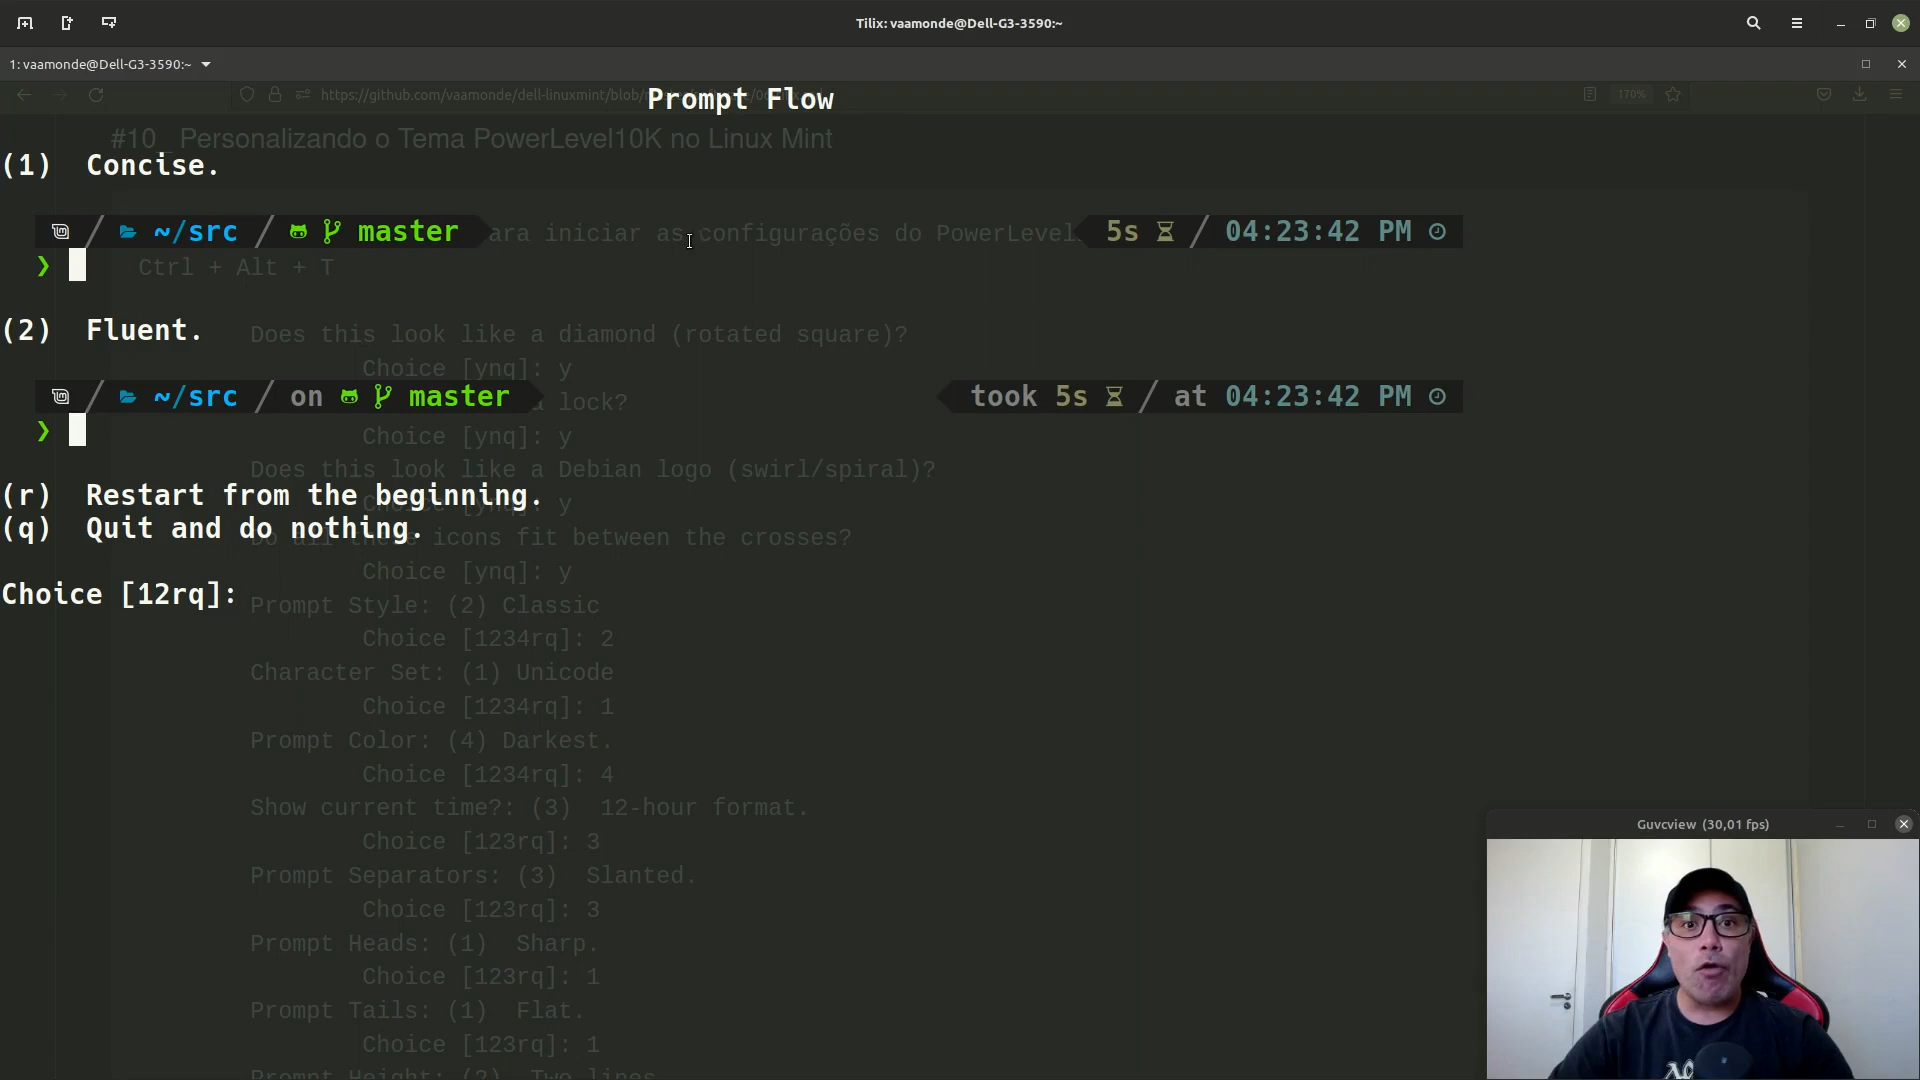 Tilix: vaamonde@Dell-G3-3590:~
1: vaamonde@Dell-G3-3590:~
https://github.com/vaamonde/dell-linuxmint/blob/
170%
Prompt Flow
#10_ Personalizando o Tema PowerLevel10K no Linux Mint
(1) Concise.
~/src / master
ara iniciar as configurações do PowerLevel
5s / 04:23:42 PM
❯
Ctrl + Alt + T
(2) Fluent.
Does this look like a diamond (rotated square)?
Choice [ynq]: y
~/src / on master
lock?
took 5s / at 04:23:42 PM
❯
Choice [ynq]: y
Does this look like a Debian logo (swirl/spiral)?
(r) Restart from the beginning.
y
(q) Quit and do nothing.
icons fit between the crosses?
Choice [ynq]: y
Choice [12rq]:
Prompt Style: (2) Classic
Choice [1234rq]: 2
Character Set: (1) Unicode
Choice [1234rq]: 1
Prompt Color: (4) Darkest.
Choice [1234rq]: 4
Show current time?: (3) 12-hour format.
Choice [123rq]: 3
Prompt Separators: (3) Slanted.
Choice [123rq]: 3
Prompt Heads: (1) Sharp.
Choice [123rq]: 1
Prompt Tails: (1) Flat.
Choice [123rq]: 1
Prompt Height: (2) Two lines
Guvcview (30,01 fps)